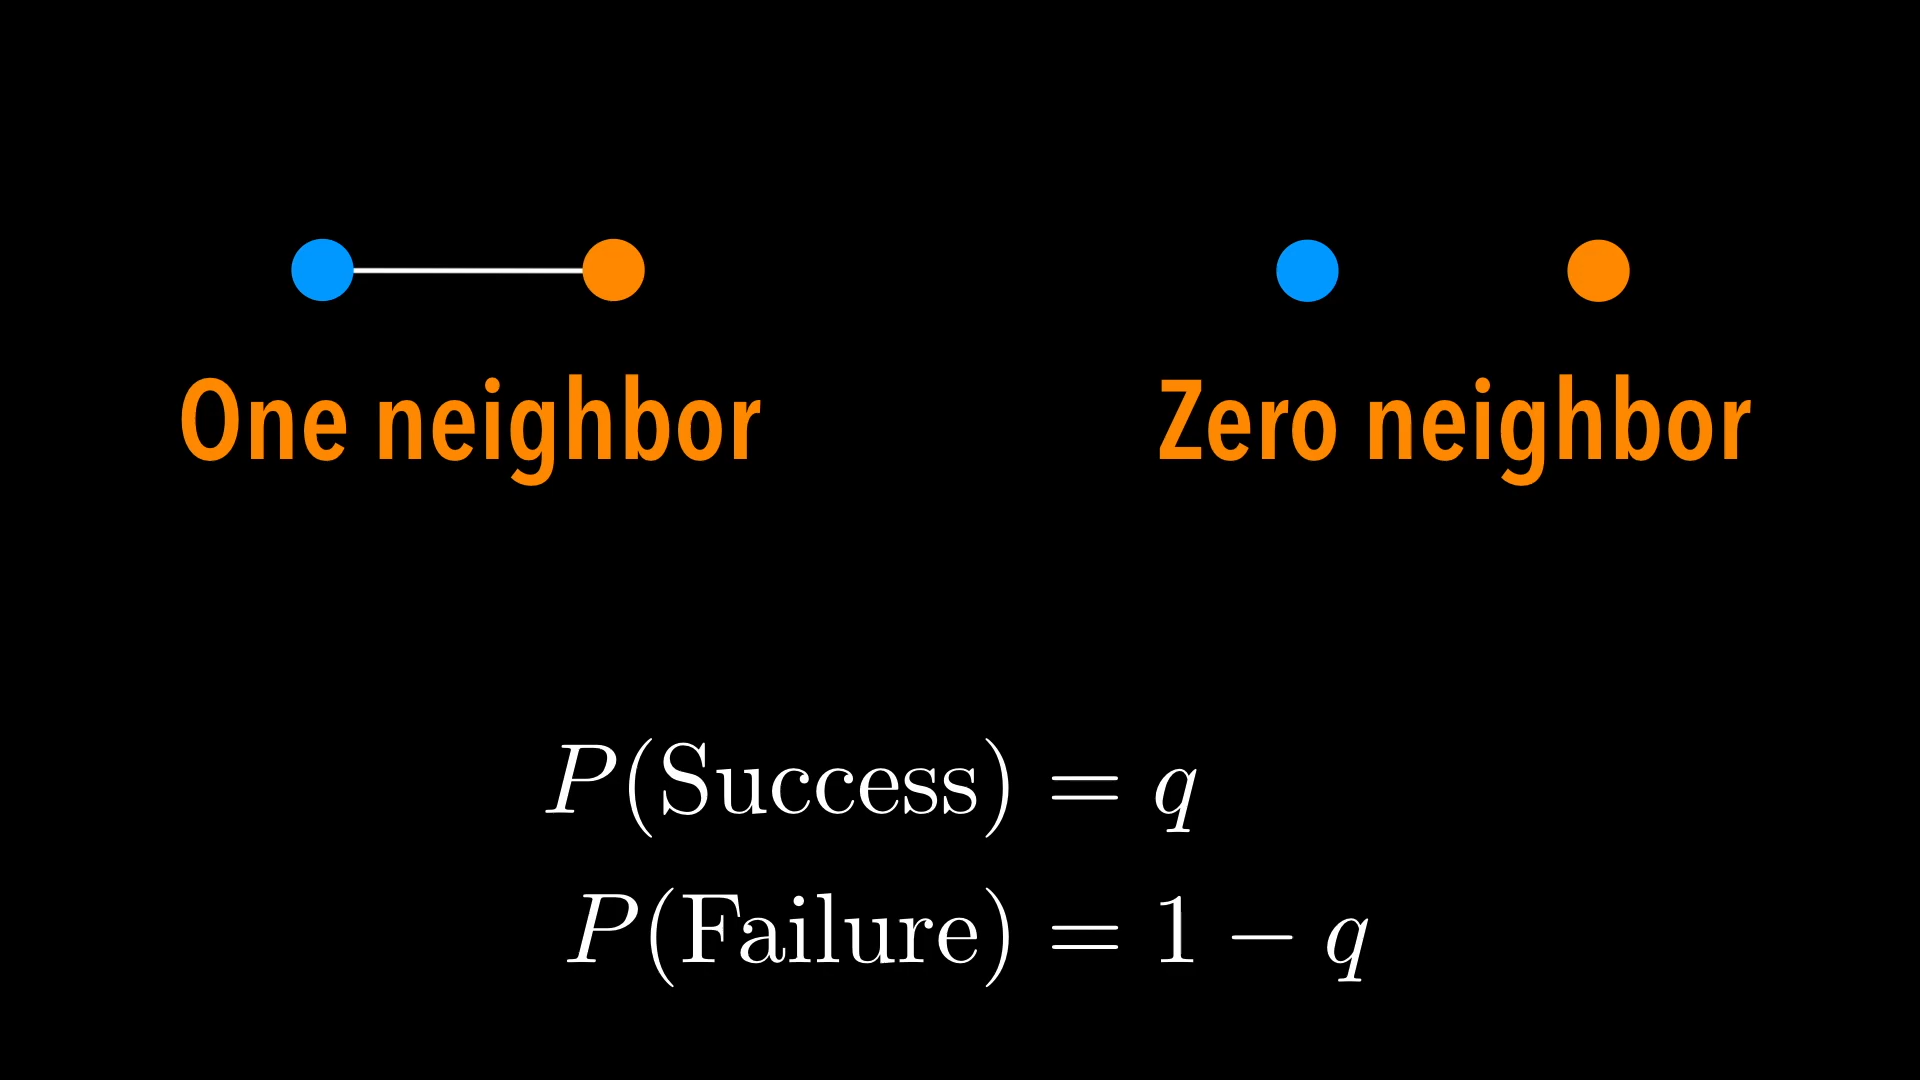 One neighbor
Zero neighbor
P(Success) = q
P(Failure) = 1 − q